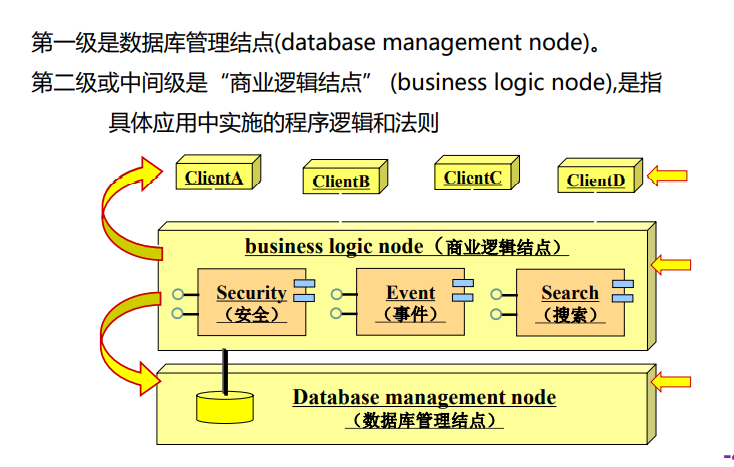 第一级是数据库管理结点(database management node)。
第二级或中间级是“商业逻辑结点” (business logic node),是指
具体应用中实施的程序逻辑和法则
ClientA
ClientB
ClientC
ClientD
business logic node（商业逻辑结点）
Security
（安全）
Event
（事件）
Search
（搜索）
Database management node
（数据库管理结点）